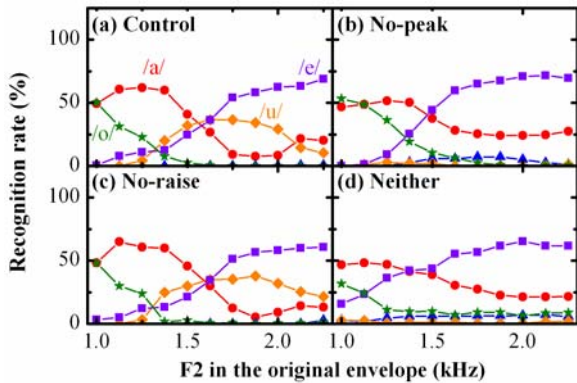 (a) Control
(b) No-peak
100
/a/
/e/
50
/o/
/u/
0
(c) No-raise
(d) Neither
100
50
0
1.0 1.5 2.0 1.0 1.5 2.0
Recognition rate (%)
F2 in the original envelope (kHz)